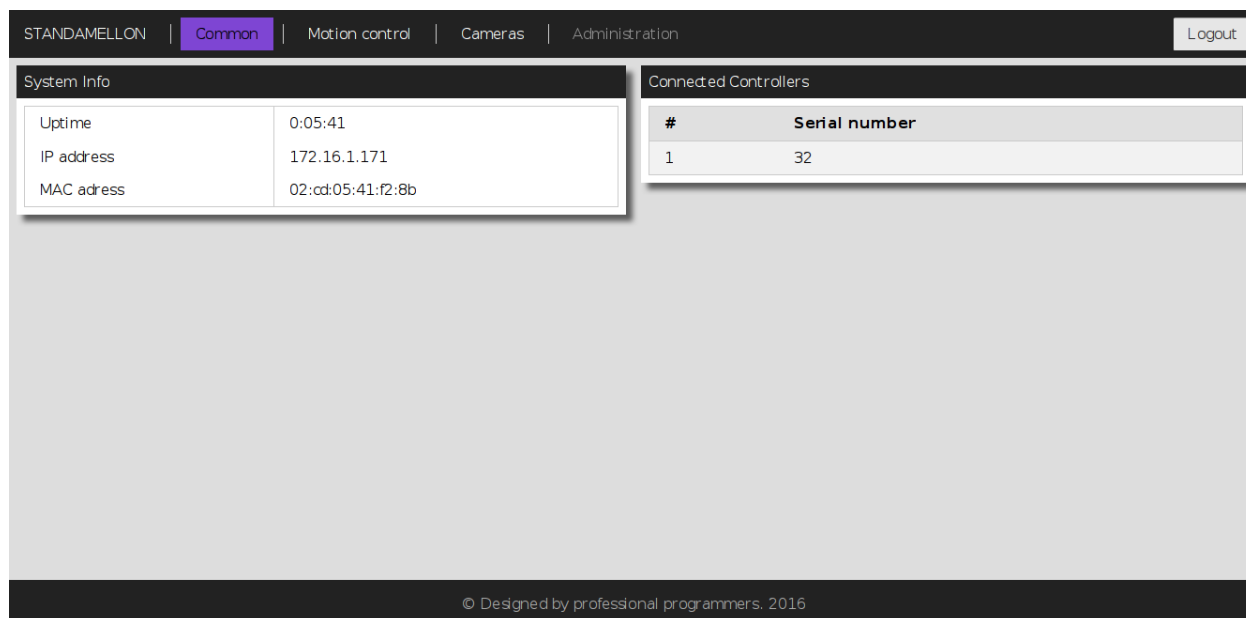 STANDAMELLON | Common | Motion control | Cameras | Administration Logout
System Info
Uptime 0:05:41
IP address 172.16.1.171
MAC adress 02:cd:05:41:f2:8b
Connected Controllers
# Serial number
1 32
© Designed by professional programmers. 2016